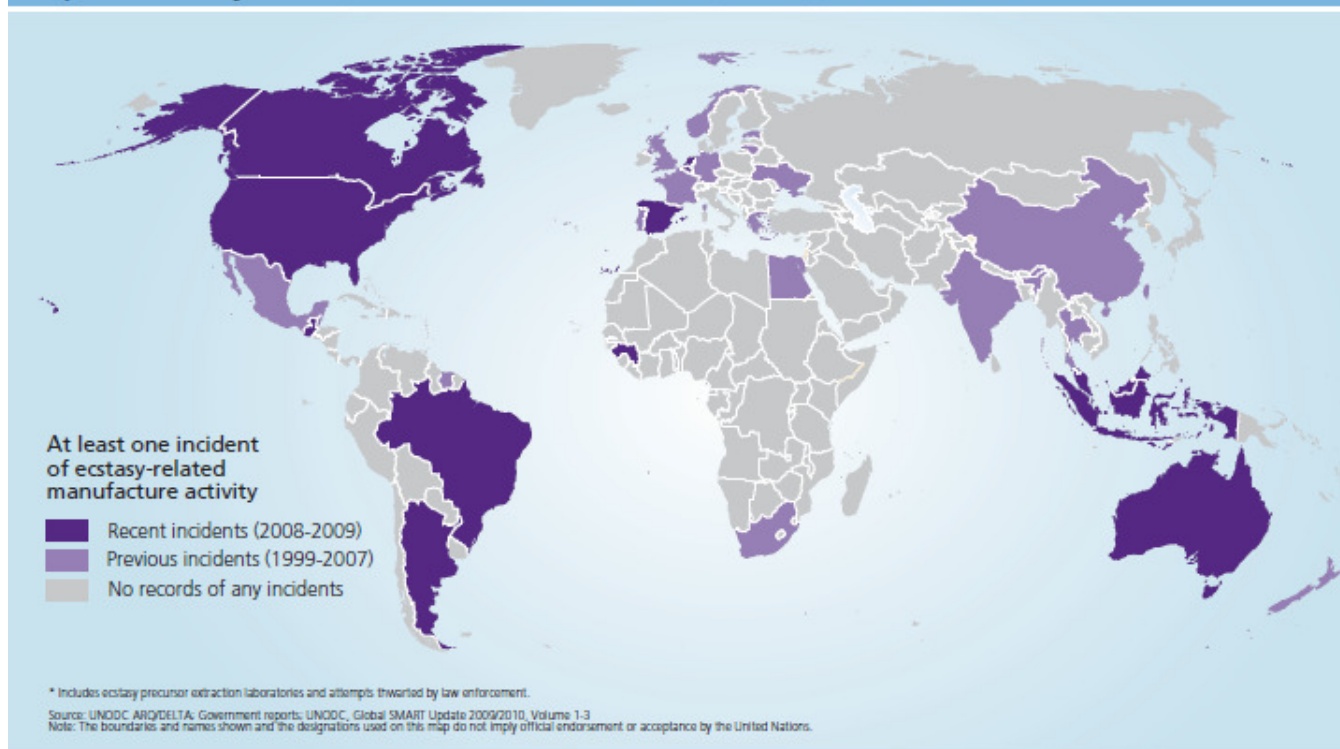 At least one incident
of ecstasy-related
manufacture activity
Recent incidents (2008-2009)
Previous incidents (1999-2007)
No records of any incidents
* Includes ecstasy precursor extraction laboratories and attempts thwarted by law enforcement.
Source: UNODC ARQ/DELTA; Government reports; UNODC, Global SMART Update 2009/2010, Volume 1-3
Note: The boundaries and names shown and the designations used on this map do not imply official endorsement or acceptance by the United Nations.